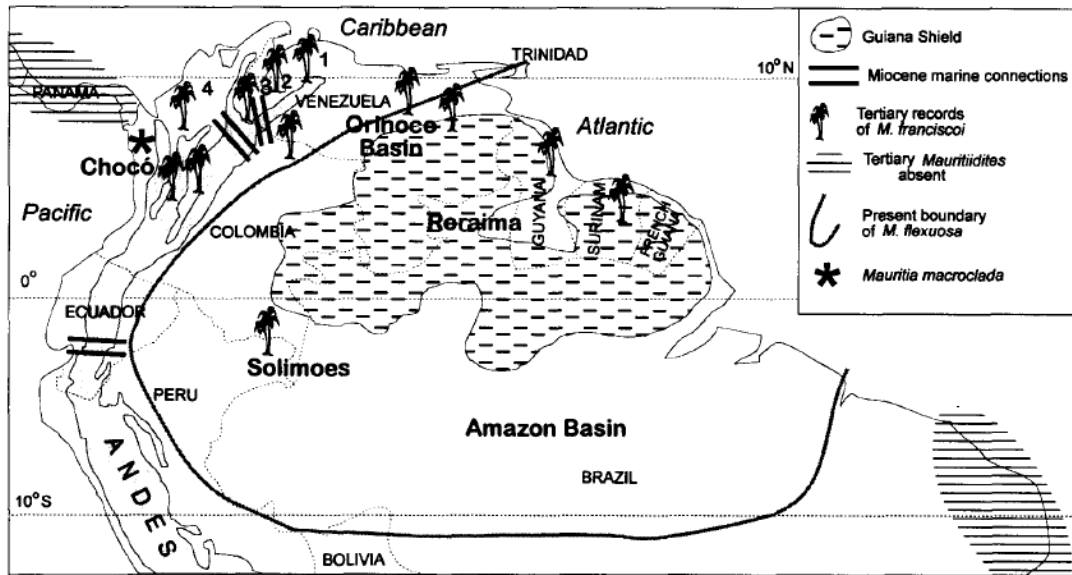 Caribbean
TRINIDAD
1
2
3
4
10°N
PANAMA
VENEZUELA
Orinoco
Basin
Atlantic
Chocó
Pacific
COLOMBIA
Roraima
GUYANA
SURINAM
FRENCH
GUIANA
0°
ECUADOR
Solimoes
PERU
Amazon Basin
BRAZIL
ANDES
10°S
BOLIVIA
Guiana Shield
Miocene marine connections
Tertiary records
of M. franciscoi
Tertiary Mauritiidites
absent
Present boundary
of M. flexuosa
Mauritia macroclada